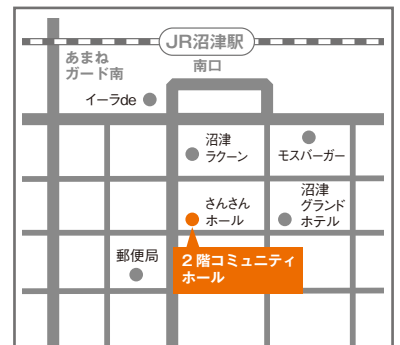 JR沼津駅
南口
あまね
ガード南
イーラde
沼津
ラクーン
モスバーガー
さんさん
ホール
沼津
グランド
ホテル
郵便局
2階コミュニティ
ホール